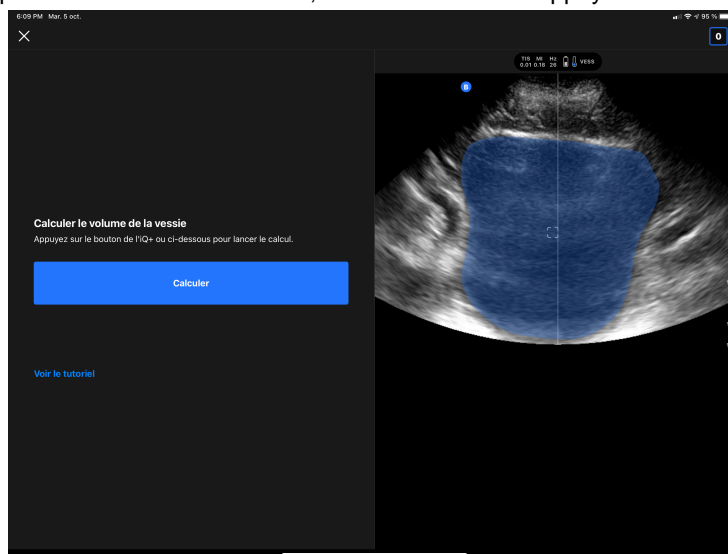 6:09 PM Mar. 5 oct.
95 %
0
TIS MI Hz
0.01 0.16 26
VESS
B
Calculer le volume de la vessie
Appuyez sur le bouton de l'iQ+ ou ci-dessous pour lancer le calcul.
Calculer
Voir le tutoriel